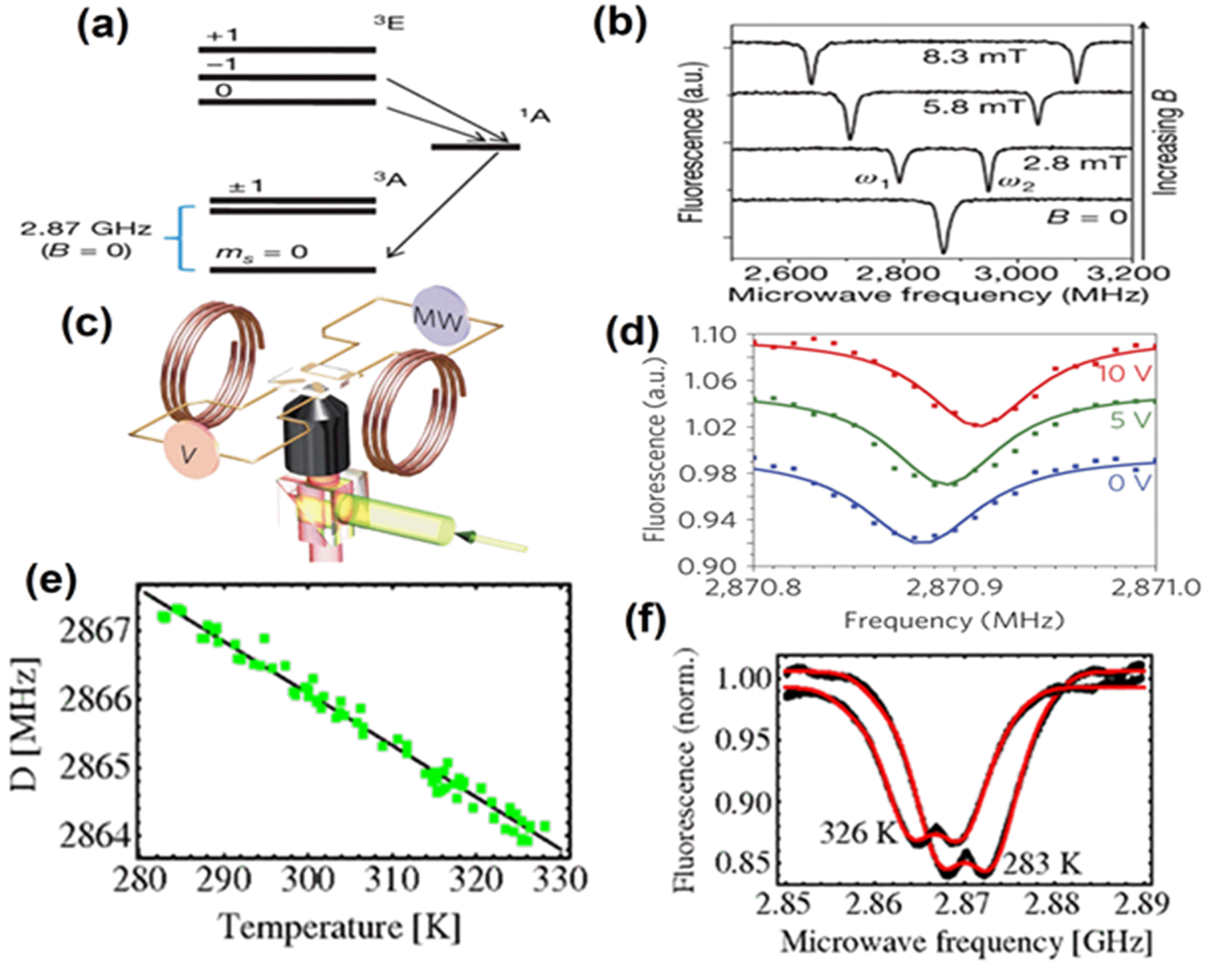 (a)
+1
³E
−1
0
¹A
±1
³A
2.87 GHz
(B = 0)
mₛ = 0
(b)
Fluorescence (a.u.)
8.3 mT
5.8 mT
2.8 mT
ω₁
ω₂
B = 0
Increasing B
2,600 2,800 3,000 3,200
Microwave frequency (MHz)
(c)
MW
V
(d)
Fluorescence (a.u.)
1.10
1.06
1.02
0.98
0.94
0.90
10 V
5 V
0 V
2,870.8 2,870.9 2,871.0
Frequency (MHz)
(e)
D [MHz]
2867
2866
2865
2864
280 290 300 310 320 330
Temperature [K]
(f)
Fluorescence (norm.)
1.00
0.95
0.90
0.85
326 K
283 K
2.85 2.86 2.87 2.88 2.89
Microwave frequency [GHz]